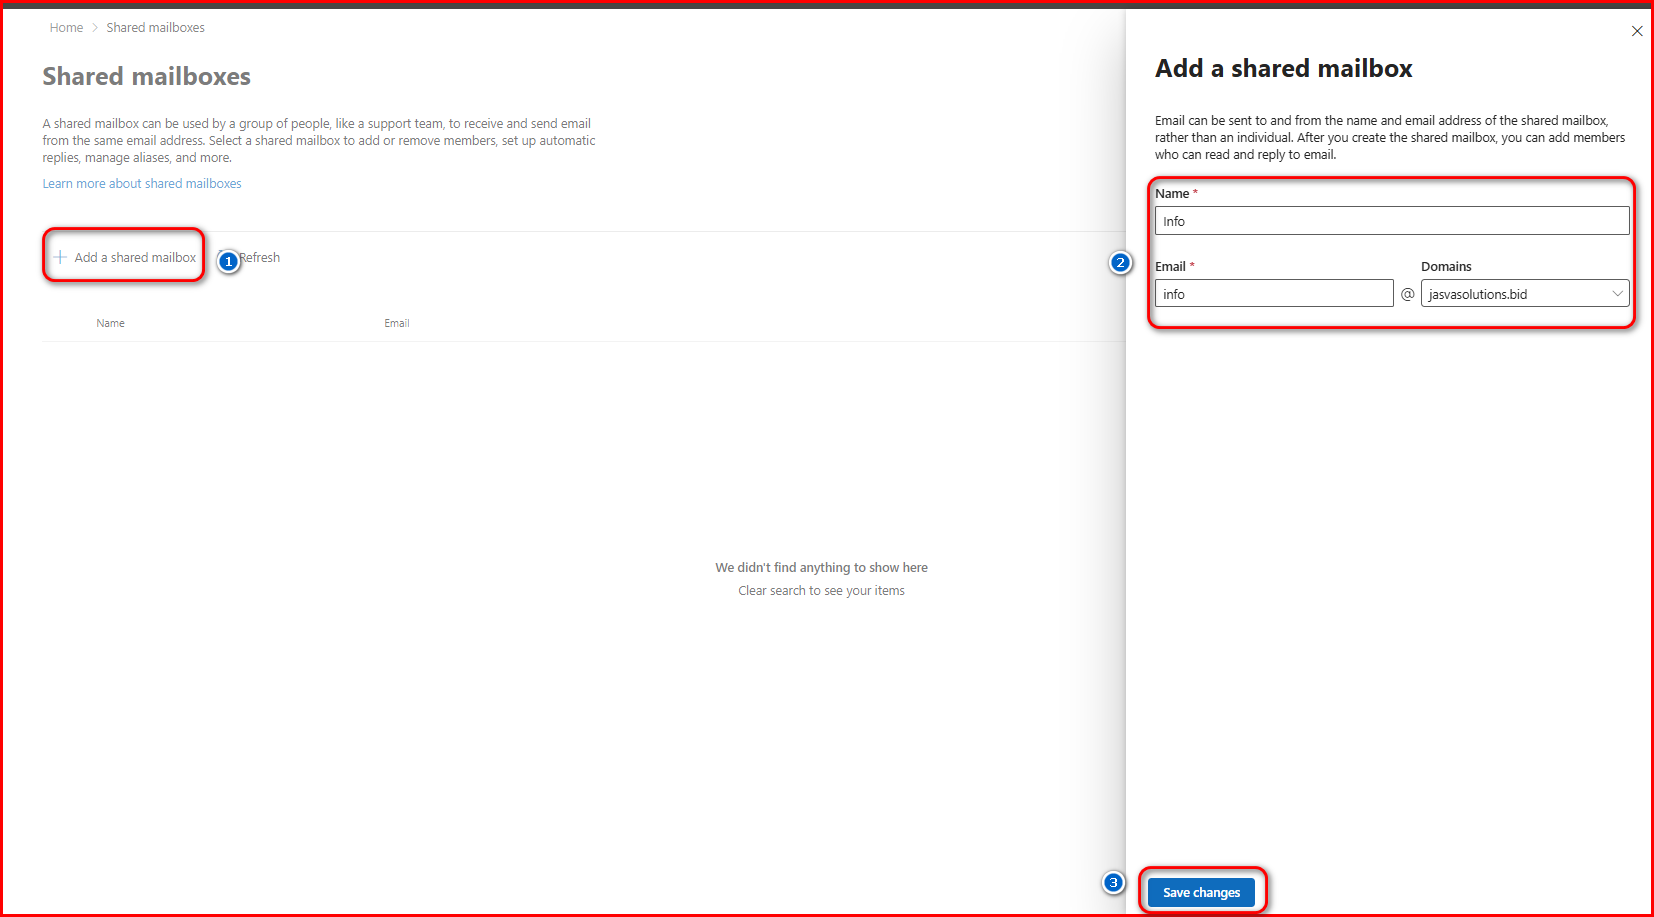 Home > Shared mailboxes
Shared mailboxes
A shared mailbox can be used by a group of people, like a support team, to receive and send email
from the same email address. Select a shared mailbox to add or remove members, set up automatic
replies, manage aliases, and more.
Learn more about shared mailboxes
+ Add a shared mailbox
1
Refresh
Name Email
We didn't find anything to show here
Clear search to see your items
Add a shared mailbox
Email can be sent to and from the name and email address of the shared mailbox,
rather than an individual. After you create the shared mailbox, you can add members
who can read and reply to email.
2
Name *
Info
Email * Domains
info @ jasvasolutions.bid
3
Save changes